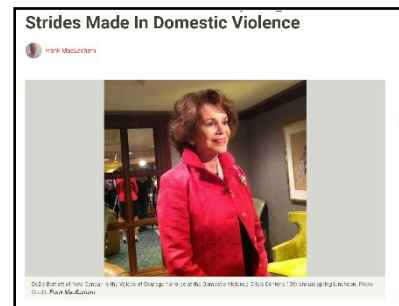 Strides Made In Domestic Violence
Frank MacEachern
DeDe Bartlett of New Canaan is the Voices of Courage honoree at the Domestic Violence Crisis Center's 13th annual spring luncheon. Photo
Credit: Frank MacEachern